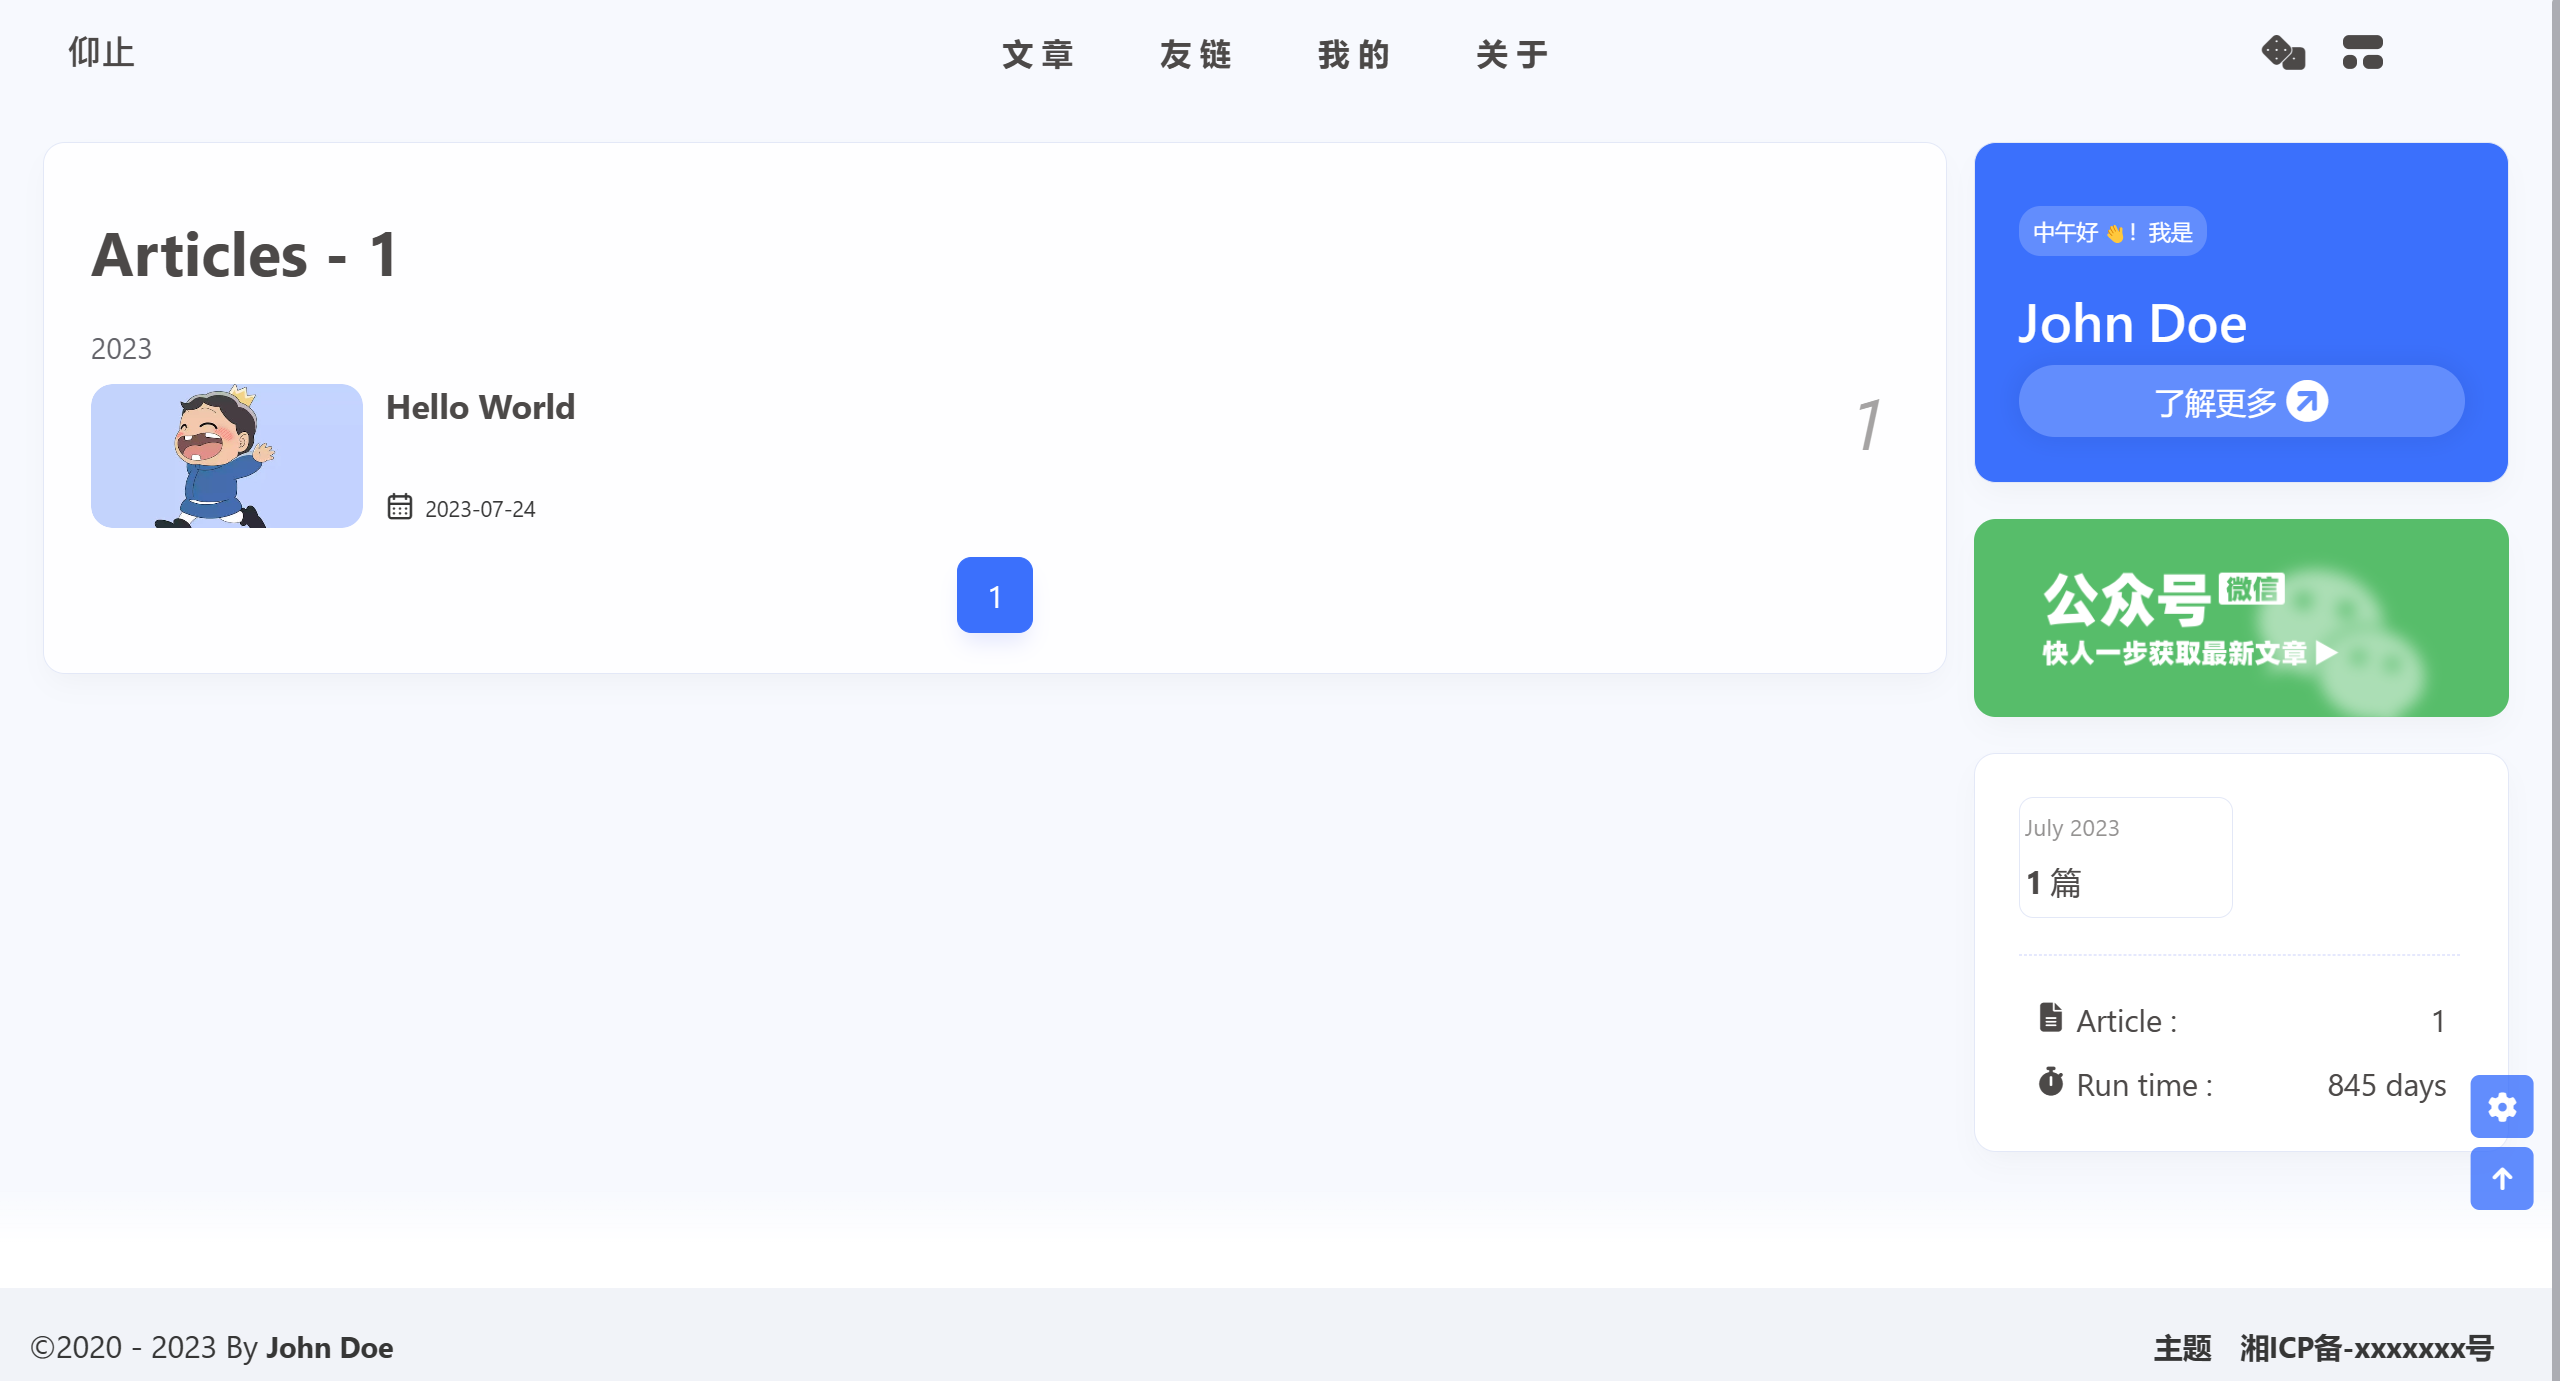 仰止
文章 友链 我的 关于
Articles - 1
2023
Hello World
1
2023-07-24
1
中午好 👋！我是
John Doe
了解更多
公众号 微信
快人一步获取最新文章 ▶
July 2023
1 篇
Article : 1
Run time : 845 days
©2020 - 2023 By John Doe
主题 湘ICP备-xxxxxxx号